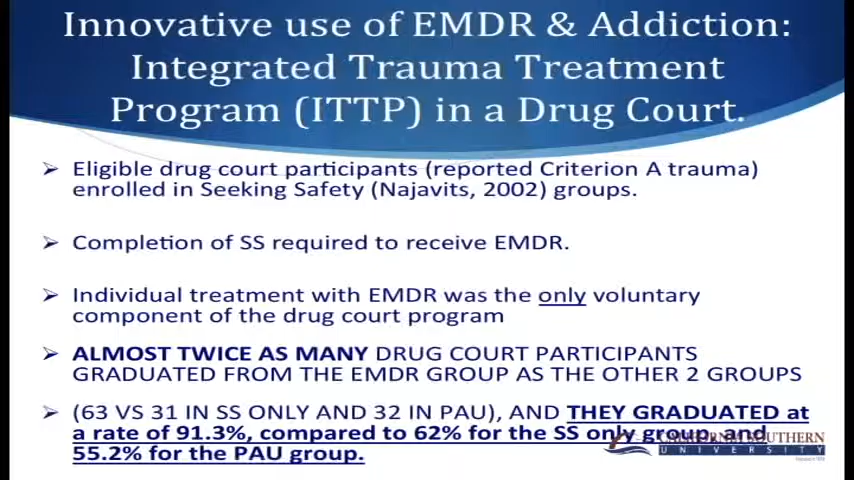 Innovative use of EMDR & Addiction:
Integrated Trauma Treatment
Program (ITTP) in a Drug Court.
➢ Eligible drug court participants (reported Criterion A trauma)
enrolled in Seeking Safety (Najavits, 2002) groups.
➢ Completion of SS required to receive EMDR.
➢ Individual treatment with EMDR was the only voluntary
component of the drug court program
➢ ALMOST TWICE AS MANY DRUG COURT PARTICIPANTS
GRADUATED FROM THE EMDR GROUP AS THE OTHER 2 GROUPS
➢ (63 VS 31 IN SS ONLY AND 32 IN PAU), AND THEY GRADUATED at
a rate of 91.3%, compared to 62% for the SS only group, and
55.2% for the PAU group.
CALIFORNIA SOUTHERN
UNIVERSITY